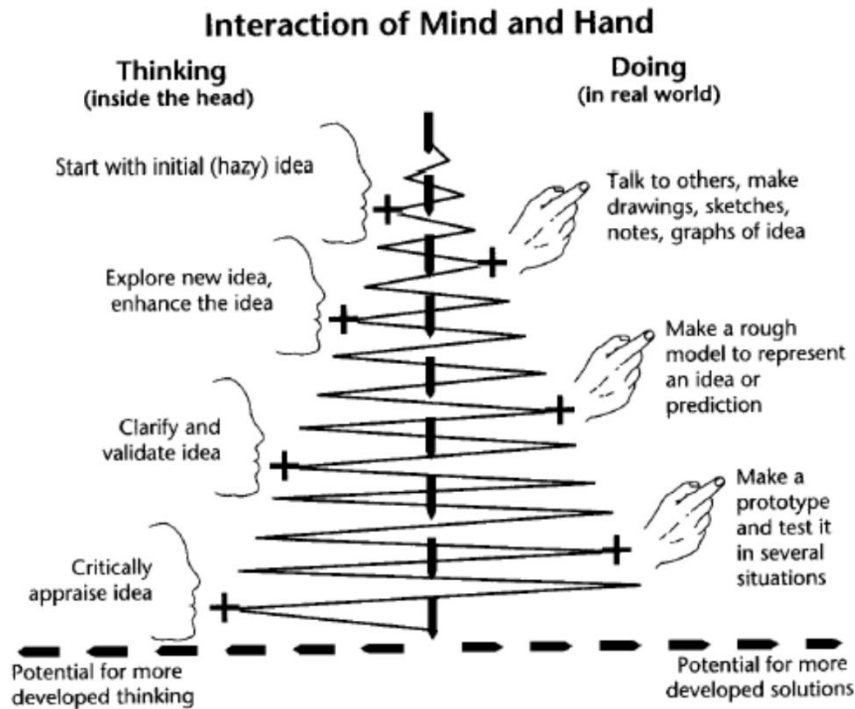 Interaction of Mind and Hand
Thinking
(inside the head)
Doing
(in real world)
Start with initial (hazy) idea
Talk to others, make
drawings, sketches,
notes, graphs of idea
Explore new idea,
enhance the idea
Make a rough
model to represent
an idea or
prediction
Clarify and
validate idea
Make a
prototype
and test it
in several
situations
Critically
appraise idea
Potential for more
developed thinking
Potential for more
developed solutions